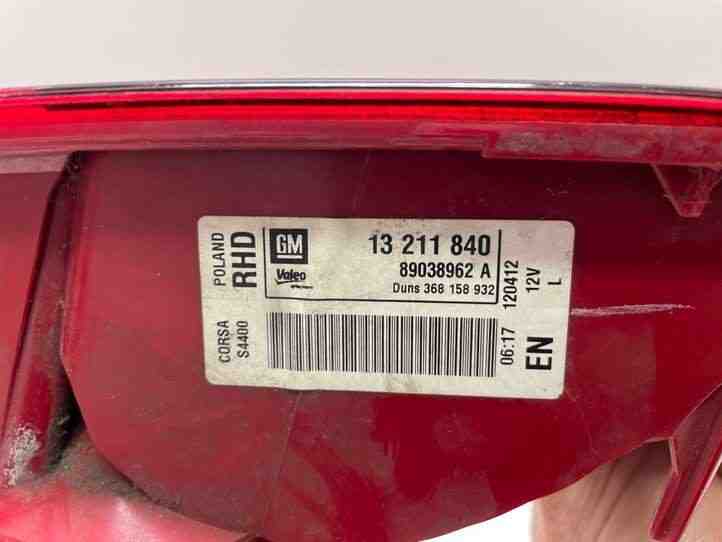 POLAND
RHD
GM
Valeo
13 211 840
89038962 A
Duns 368 158 932
CORSA
S4400
06:17 120412
EN
12V
L